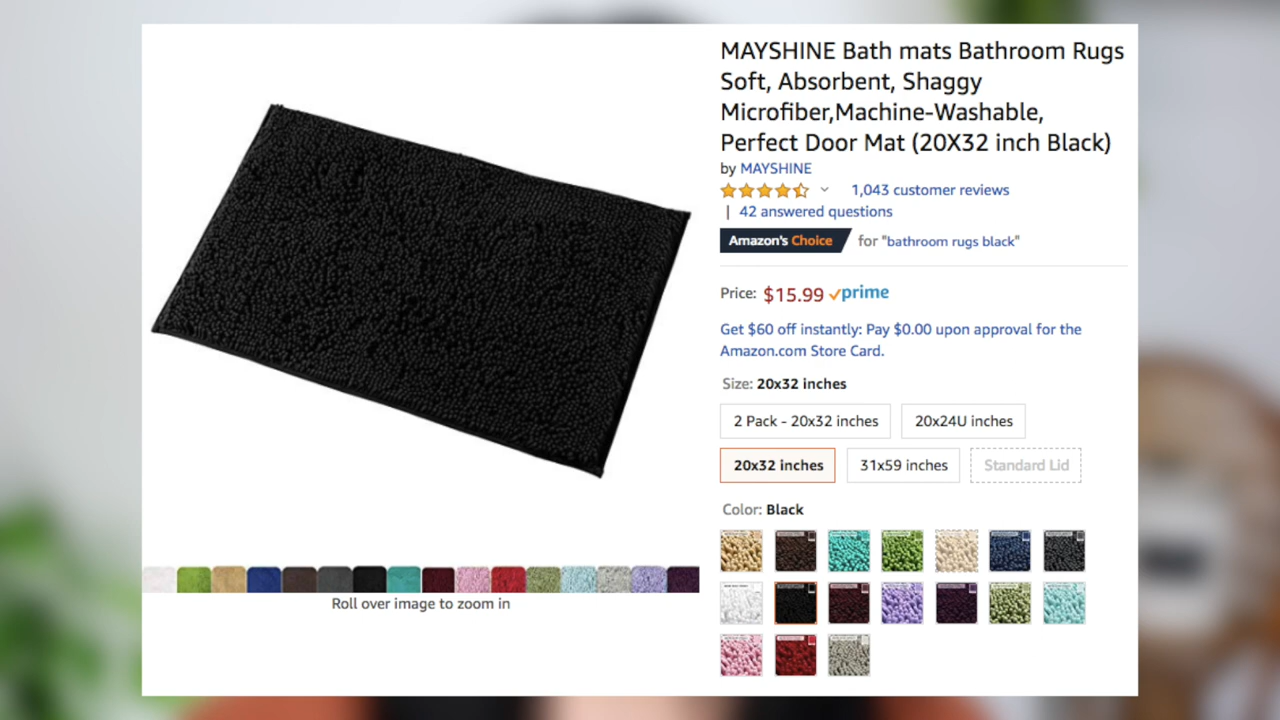 MAYSHINE Bath mats Bathroom Rugs
Soft, Absorbent, Shaggy
Microfiber,Machine-Washable,
Perfect Door Mat (20X32 inch Black)
by MAYSHINE
1,043 customer reviews
| 42 answered questions
Amazon's Choice for "bathroom rugs black"
Price: $15.99 prime
Get $60 off instantly: Pay $0.00 upon approval for the
Amazon.com Store Card.
Size: 20x32 inches
2 Pack - 20x32 inches
20x24U inches
20x32 inches
31x59 inches
Standard Lid
Color: Black
Roll over image to zoom in